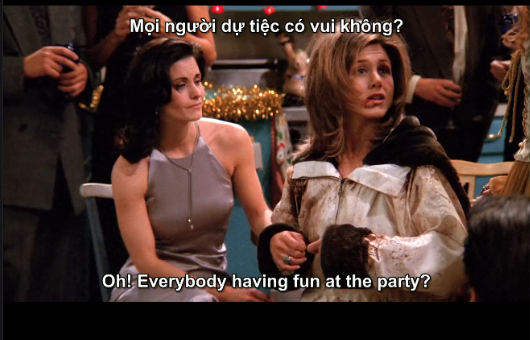 Mọi người dự tiệc có vui không?
Oh! Everybody having fun at the party?